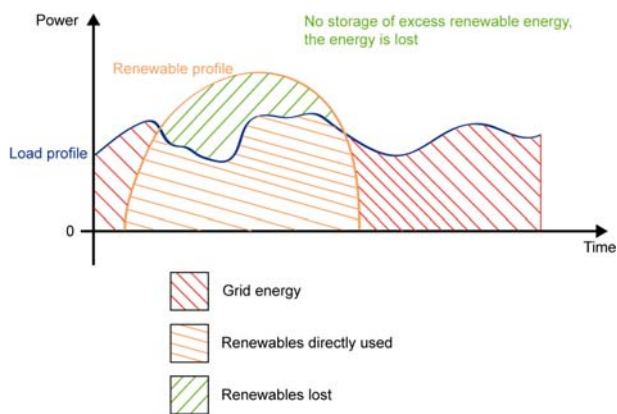 Power
No storage of excess renewable energy,
the energy is lost
Renewable profile
Load profile
0
Time
Grid energy
Renewables directly used
Renewables lost